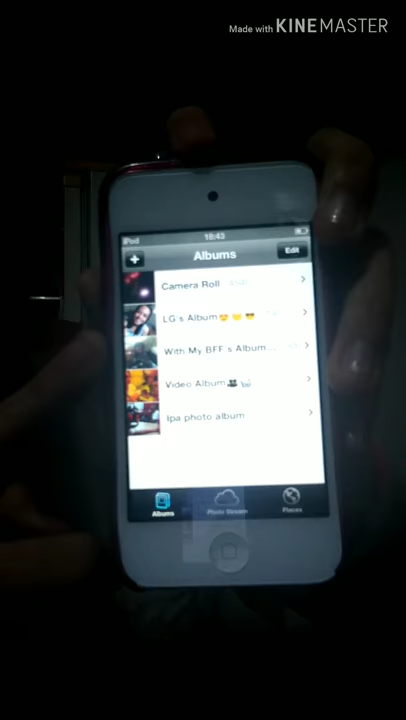 Made with KINEMASTER
iPod 18:43
+ Albums Edit
Camera Roll
LG s Album😍😊😎
With My BFF s Album...
Video Album
Ipa photo album
Albums Photo Stream Places